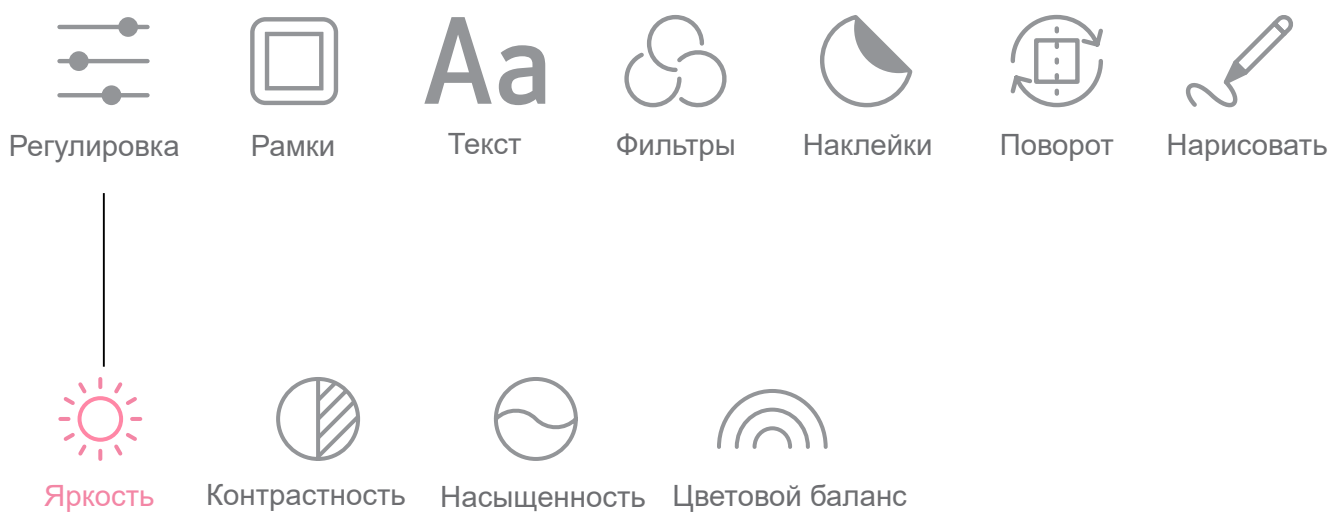 Aa
Регулировка Рамки Текст Фильтры Наклейки Поворот Нарисовать
Яркость Контрастность Насыщенность Цветовой баланс